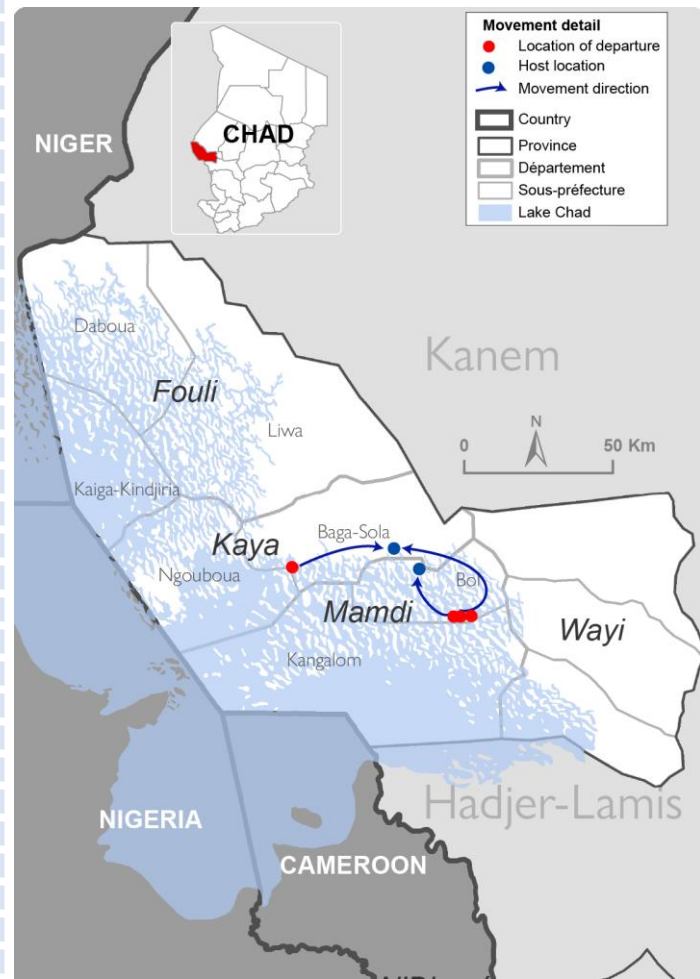 Movement detail
Location of departure
Host location
Movement direction
Country
Province
Département
Sous-préfecture
Lake Chad
CHAD
NIGER
Kanem
Daboua
Fouli
Liwa
N
0 50 Km
Kaiga-Kindjiria
Baga-Sola
Kaya
Ngouboua
Bol
Mamdi
Wayi
Kangalom
Hadjer-Lamis
NIGERIA
CAMEROON